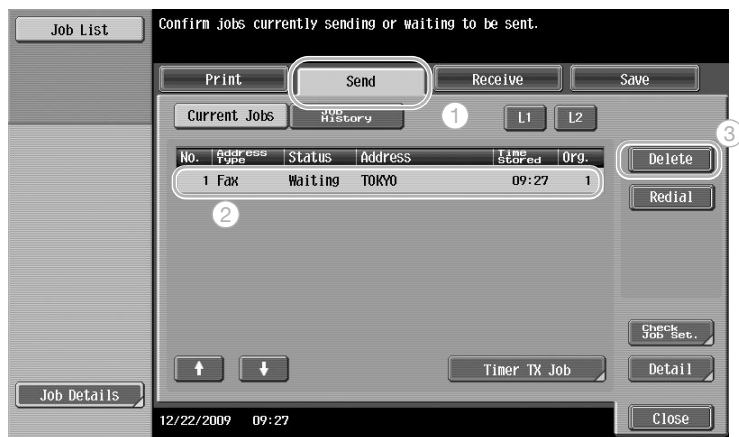 Job List
Confirm jobs currently sending or waiting to be sent.
Print Send Receive Save
Current Jobs Job History 1 L1 L2
3
No. Address Type Status Address Time Stored Org. Delete
1 Fax Waiting TOKYO 09:27 1
2
Redial
Check Job Set.
Timer TX Job Detail
Job Details
12/22/2009 09:27 Close